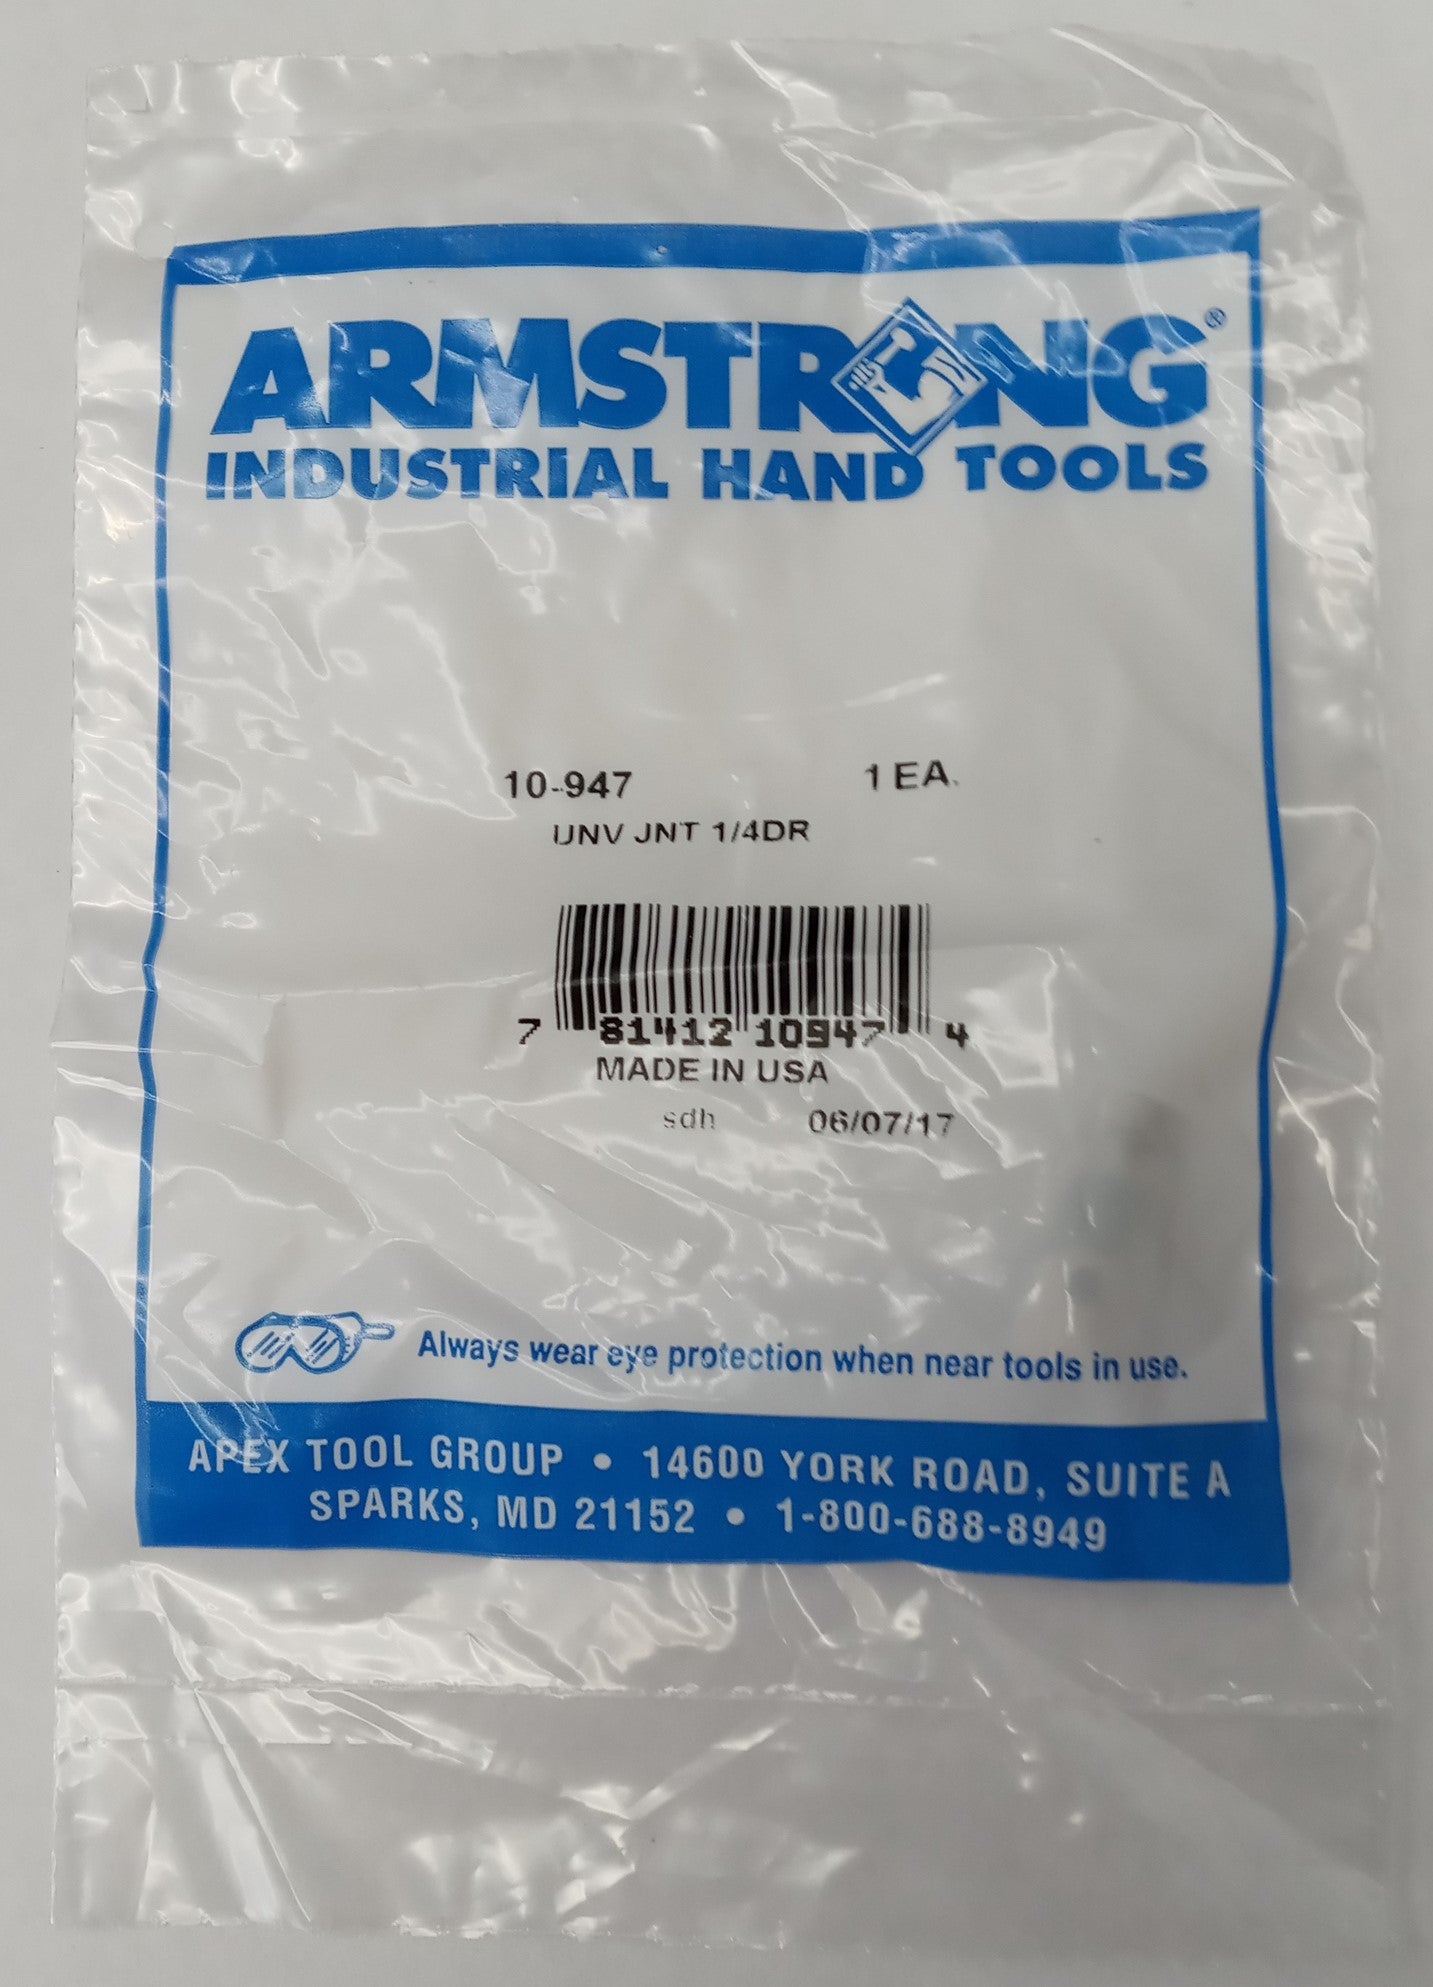 ARMSTRONG®
INDUSTRIAL HAND TOOLS
10-947 1 EA.
UNV JNT 1/4DR
7 81412 10947 4
MADE IN USA
sdh 06/07/17
Always wear eye protection when near tools in use.
APEX TOOL GROUP • 14600 YORK ROAD, SUITE A
SPARKS, MD 21152 • 1-800-688-8949